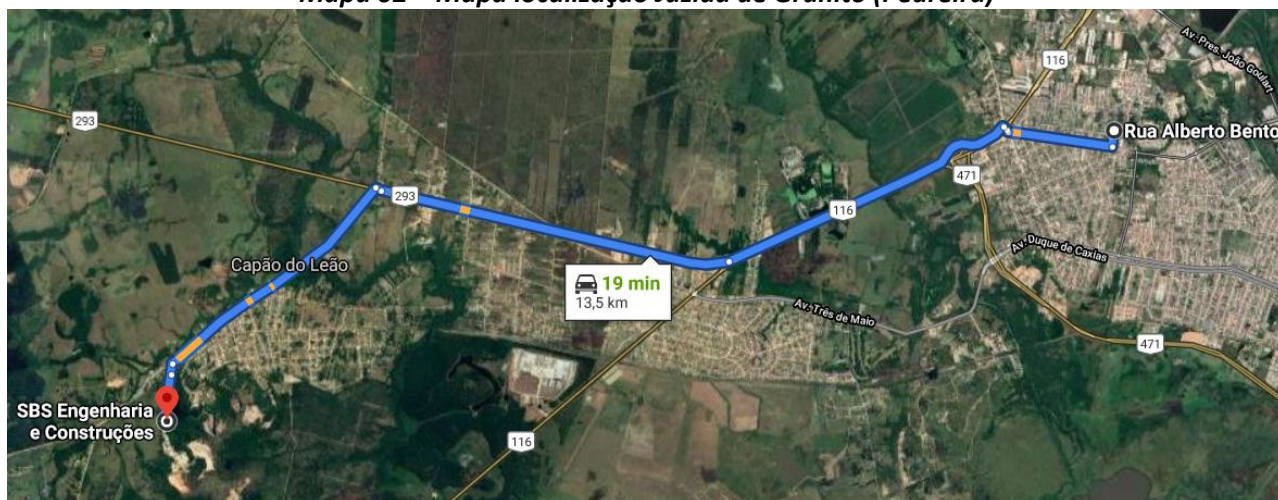 Mapa 02 – Mapa localização Jazida de Granito (Pedreira)
116
Av. Pres. João Goulart
293
Rua Alberto Bento
293
471
116
Capão do Leão
Av. Duque de Caxias
19 min
13,5 km
Av. Três de Maio
471
SBS Engenharia
e Construções
116